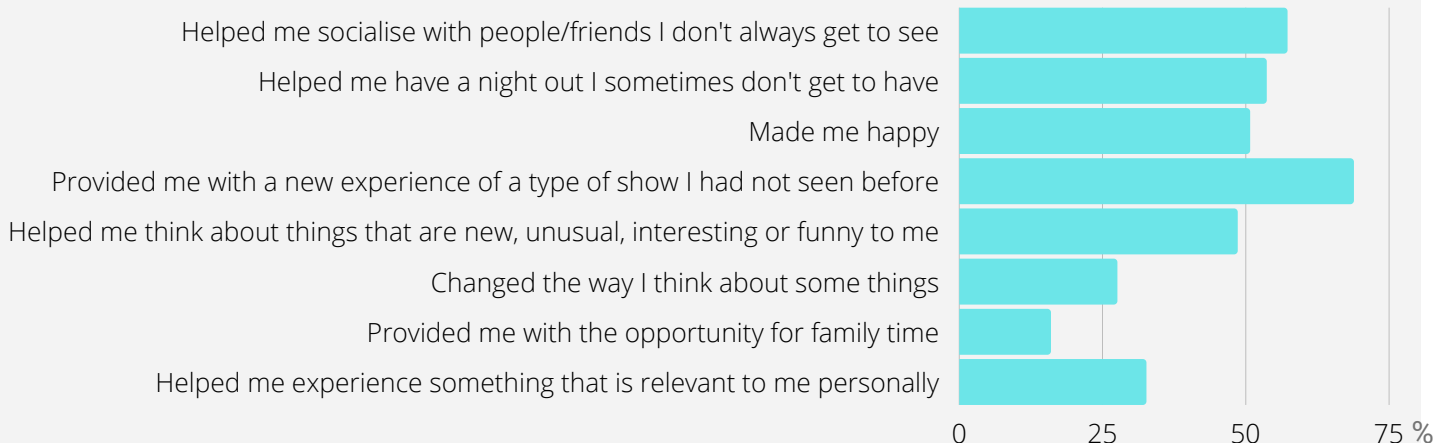 Helped me socialise with people/friends I don't always get to see
Helped me have a night out I sometimes don't get to have
Made me happy
Provided me with a new experience of a type of show I had not seen before
Helped me think about things that are new, unusual, interesting or funny to me
Changed the way I think about some things
Provided me with the opportunity for family time
Helped me experience something that is relevant to me personally
0 25 50 75 %